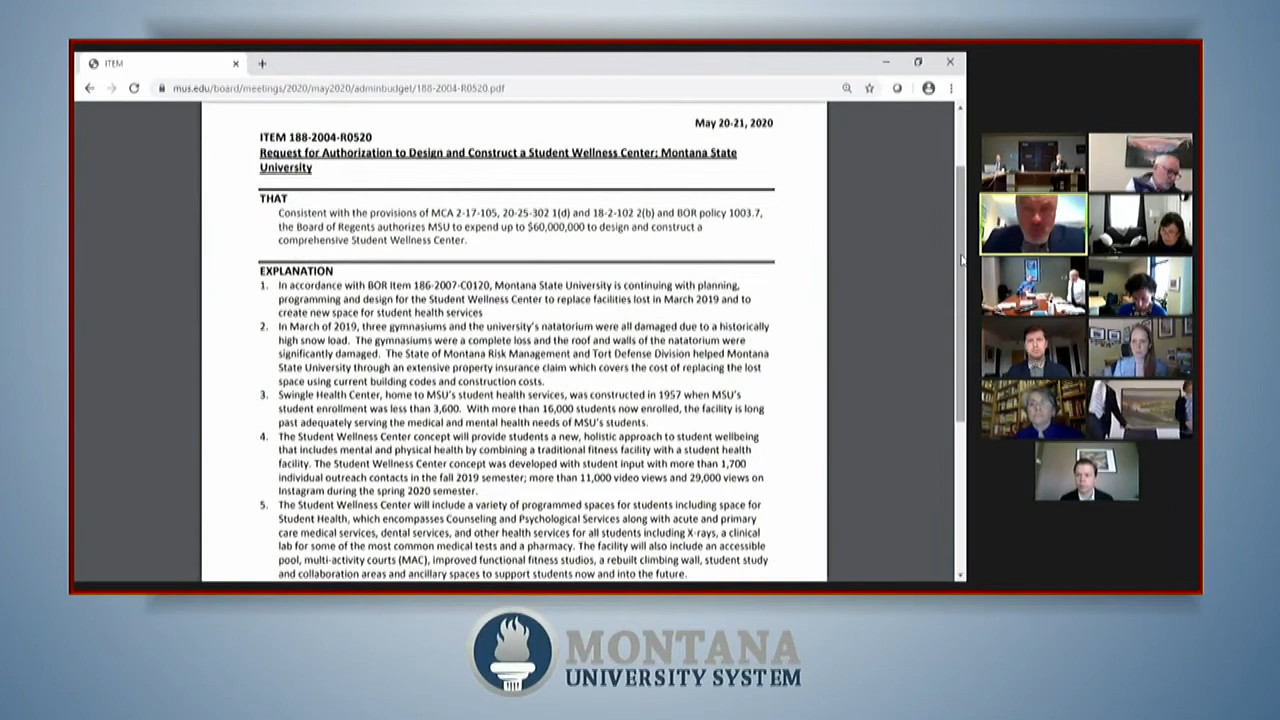 ITEM
mus.edu/board/meetings/2020/may2020/adminbudget/188-2004-R0520.pdf
May 20-21, 2020
ITEM 188-2004-R0520
Request for Authorization to Design and Construct a Student Wellness Center; Montana State
University
THAT
Consistent with the provisions of MCA 2-17-105, 20-25-302 1(d) and 18-2-102 2(b) and BOR policy 1003.7,
the Board of Regents authorizes MSU to expend up to $60,000,000 to design and construct a
comprehensive Student Wellness Center.
EXPLANATION
1. In accordance with BOR Item 186-2007-C0120, Montana State University is continuing with planning,
programming and design for the Student Wellness Center to replace facilities lost in March 2019 and to
create new space for student health services
2. In March of 2019, three gymnasiums and the university's natatorium were all damaged due to a historically
high snow load. The gymnasiums were a complete loss and the roof and walls of the natatorium were
significantly damaged. The State of Montana Risk Management and Tort Defense Division helped Montana
State University through an extensive property insurance claim which covers the cost of replacing the lost
space using current building codes and construction costs.
3. Swingle Health Center, home to MSU's student health services, was constructed in 1957 when MSU's
student enrollment was less than 3,600. With more than 16,000 students now enrolled, the facility is long
past adequately serving the medical and mental health needs of MSU's students.
4. The Student Wellness Center concept will provide students a new, holistic approach to student wellbeing
that includes mental and physical health by combining a traditional fitness facility with a student health
facility. The Student Wellness Center concept was developed with student input with more than 1,700
individual outreach contacts in the fall 2019 semester; more than 11,000 video views and 29,000 views on
Instagram during the spring 2020 semester.
5. The Student Wellness Center will include a variety of programmed spaces for students including space for
Student Health, which encompasses Counseling and Psychological Services along with acute and primary
care medical services, dental services, and other health services for all students including X-rays, a clinical
lab for some of the most common medical tests and a pharmacy. The facility will also include an accessible
pool, multi-activity courts (MAC), improved functional fitness studios, a rebuilt climbing wall, student study
and collaboration areas and ancillary spaces to support students now and into the future.
MONTANA
UNIVERSITY SYSTEM